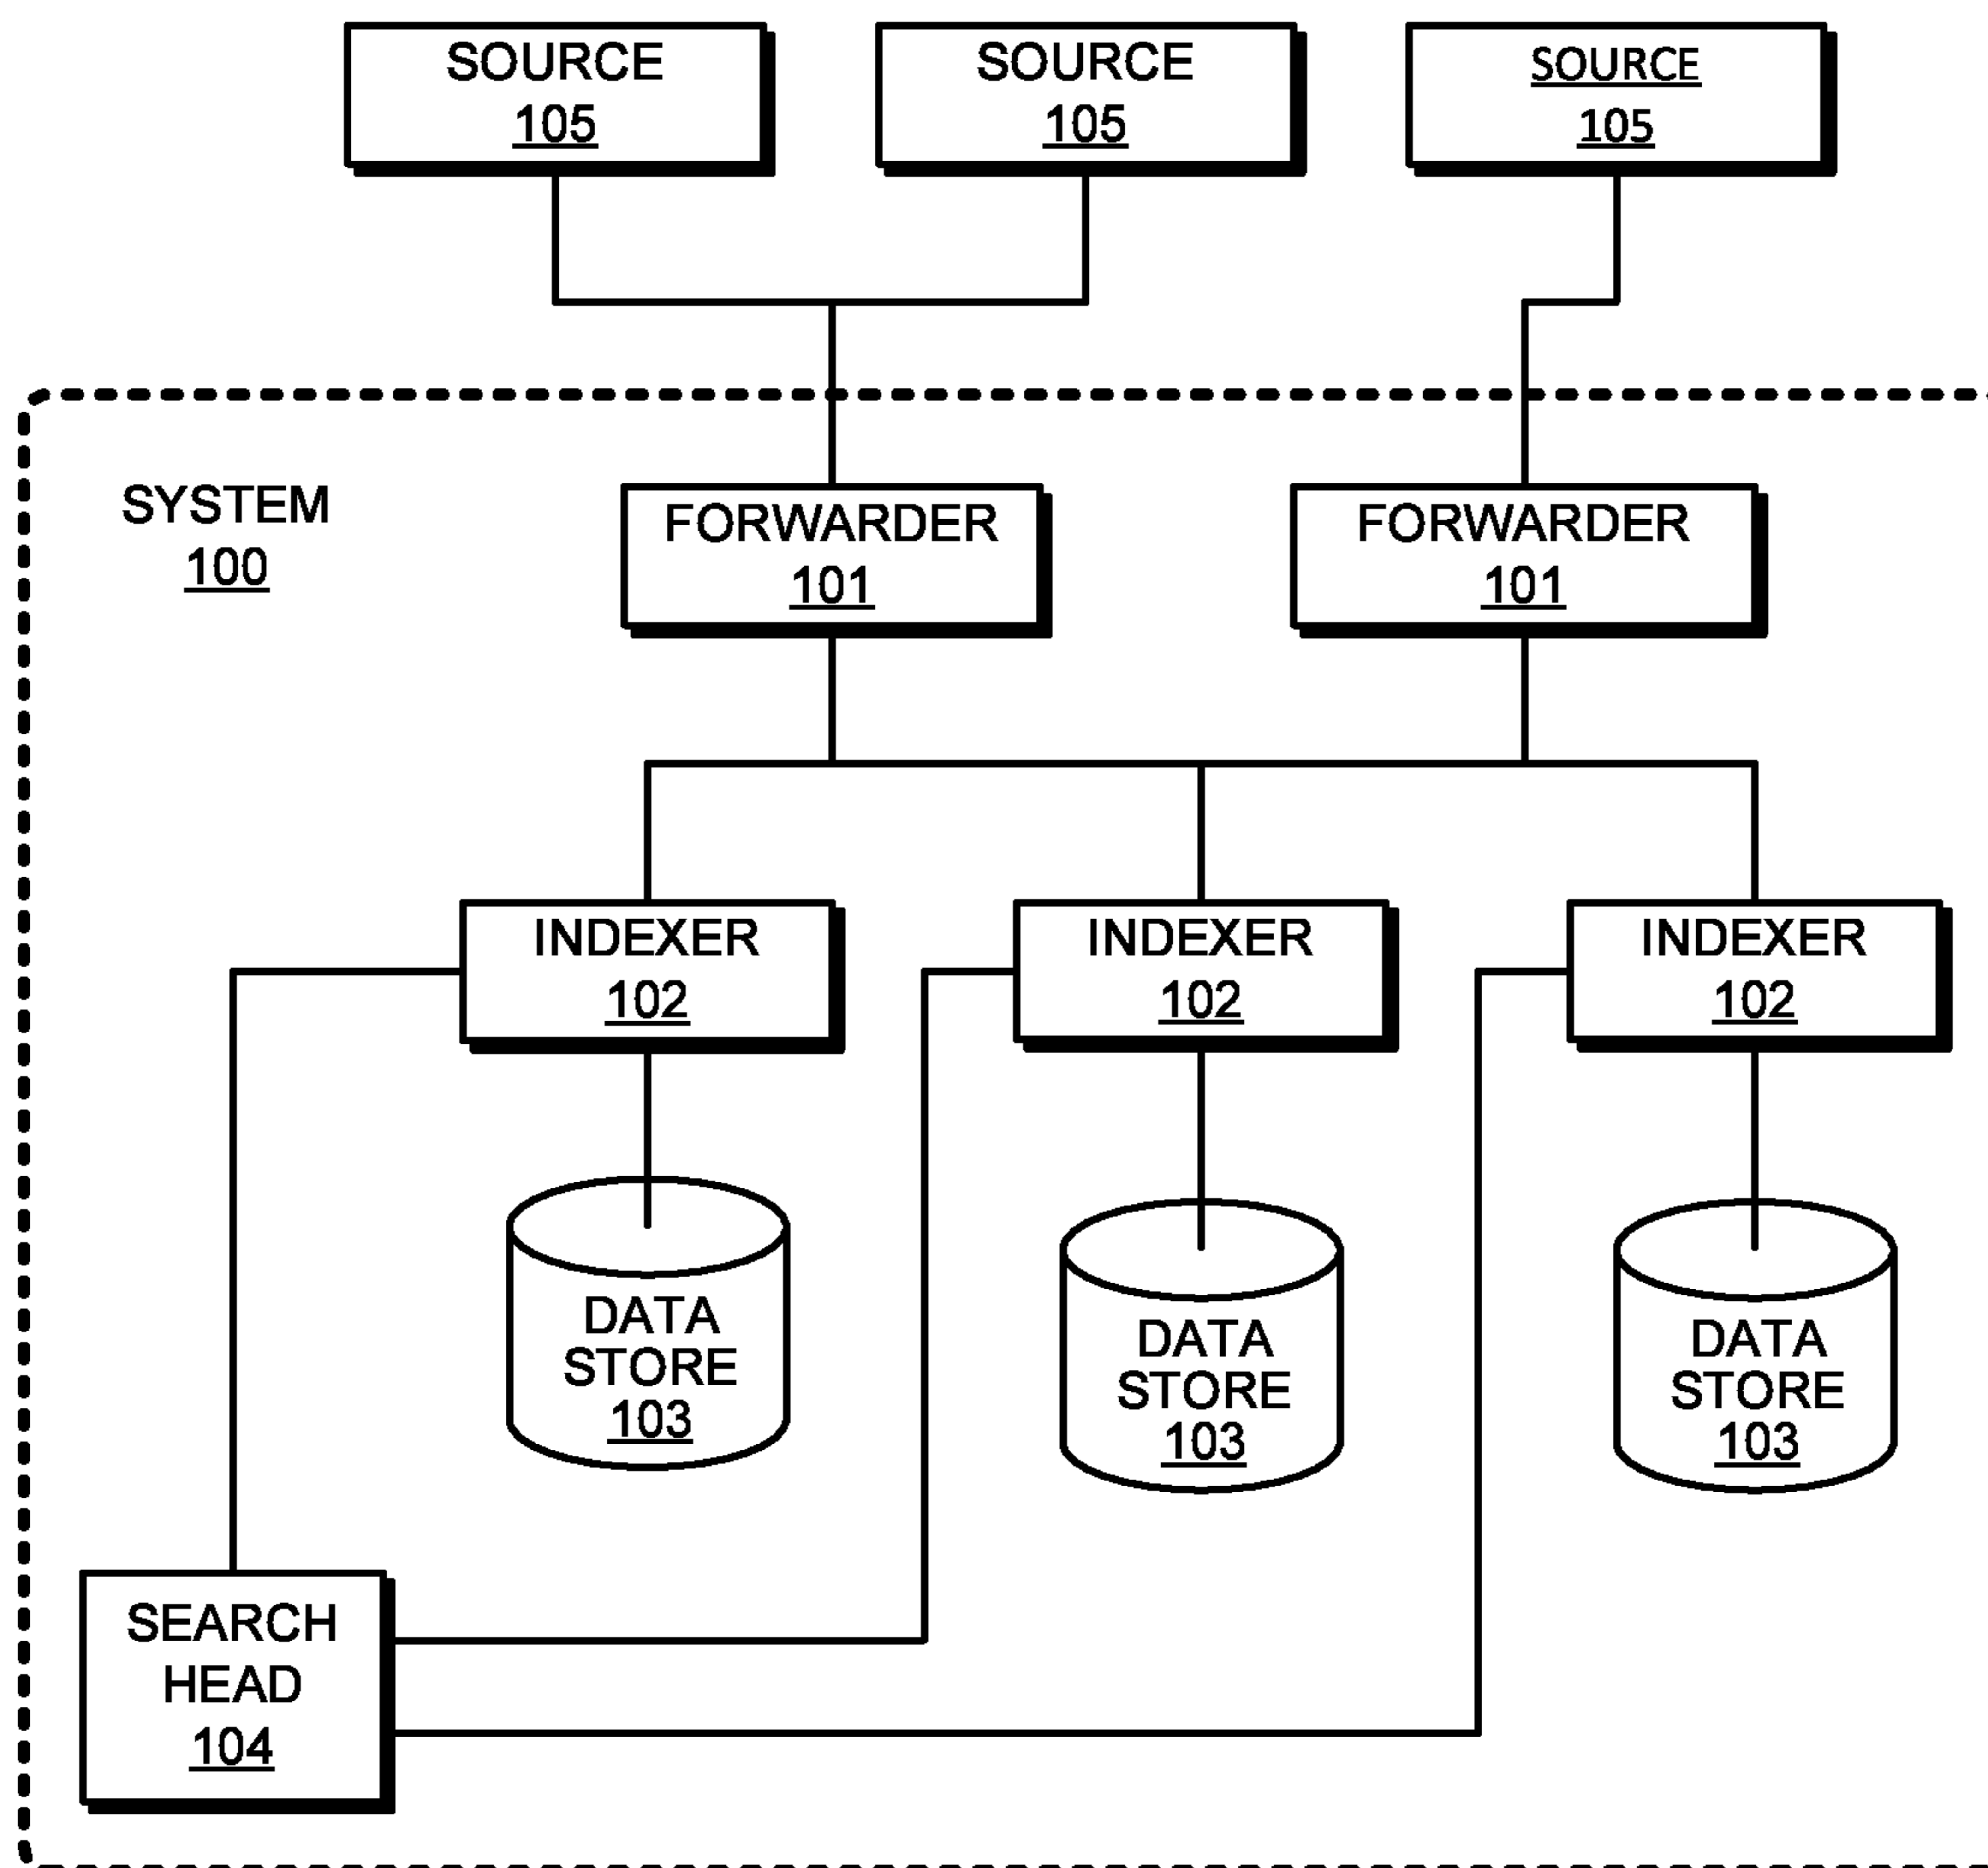 SOURCE
105
SOURCE
105
SOURCE
105
SYSTEM
100
FORWARDER
101
FORWARDER
101
INDEXER
102
INDEXER
102
INDEXER
102
DATA
STORE
103
DATA
STORE
103
DATA
STORE
103
SEARCH
HEAD
104